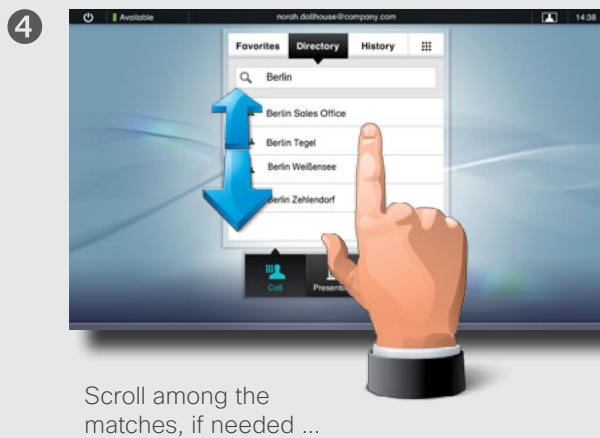 4
Available norah.dollhouse@company.com 14:38
Favorites Directory History
Berlin
Berlin Sales Office
Berlin Tegel
Berlin Weißensee
Berlin Zehlendorf
Call
Scroll among the
matches, if needed ...